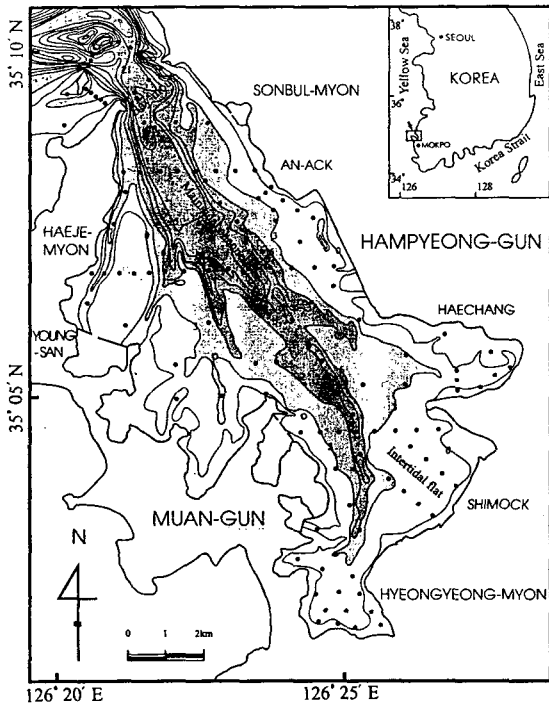 35°10'N
35°05'
126°20'E
126°25'E
SONBUL-MYON
AN-ACK
HAMPYEONG-GUN
HAECHANG
HAEJE-
MYON
YOUNG
-SAN
Intertidal flat
SHIMOCK
MUAN-GUN
HYEONGYEONG-MYON
N
0 1 2km
38°
36°
34°
126
128
SEOUL
KOREA
MOKPO
Yellow Sea
East Sea
Korea Strait